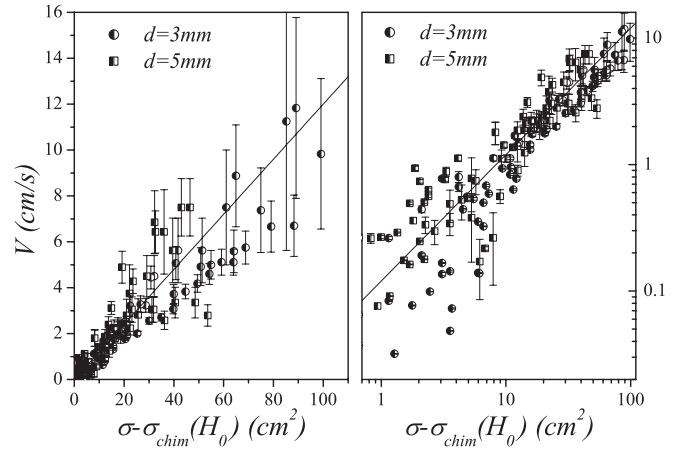 16
14
12
10
8
6
4
2
0
V (cm/s)
d=3mm
d=5mm
0 20 40 60 80 100
σ-σchim(H0) (cm²)
d=3mm
d=5mm
10
1
0.1
1 10 100
σ-σchim(H0) (cm²)